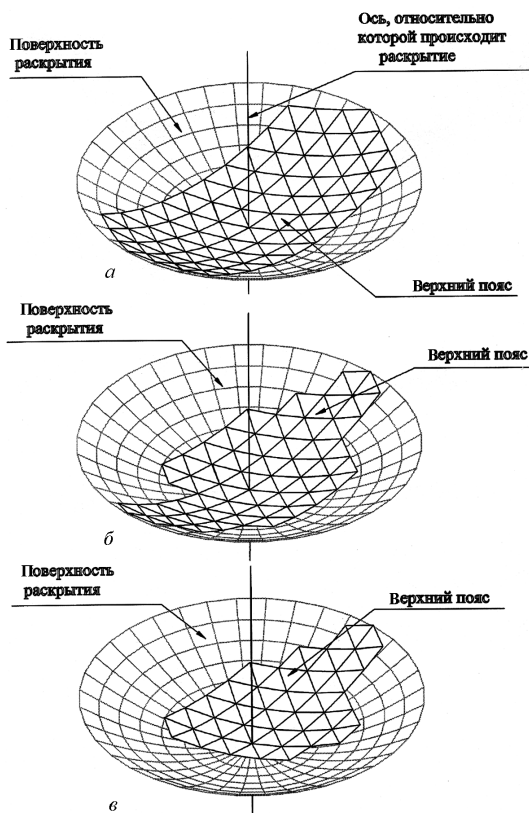 Ось, относительно
которой происходит
раскрытие
Поверхность
раскрытия
а
Верхний пояс
Поверхность
раскрытия
Верхний пояс
б
Поверхность
раскрытия
Верхний пояс
в